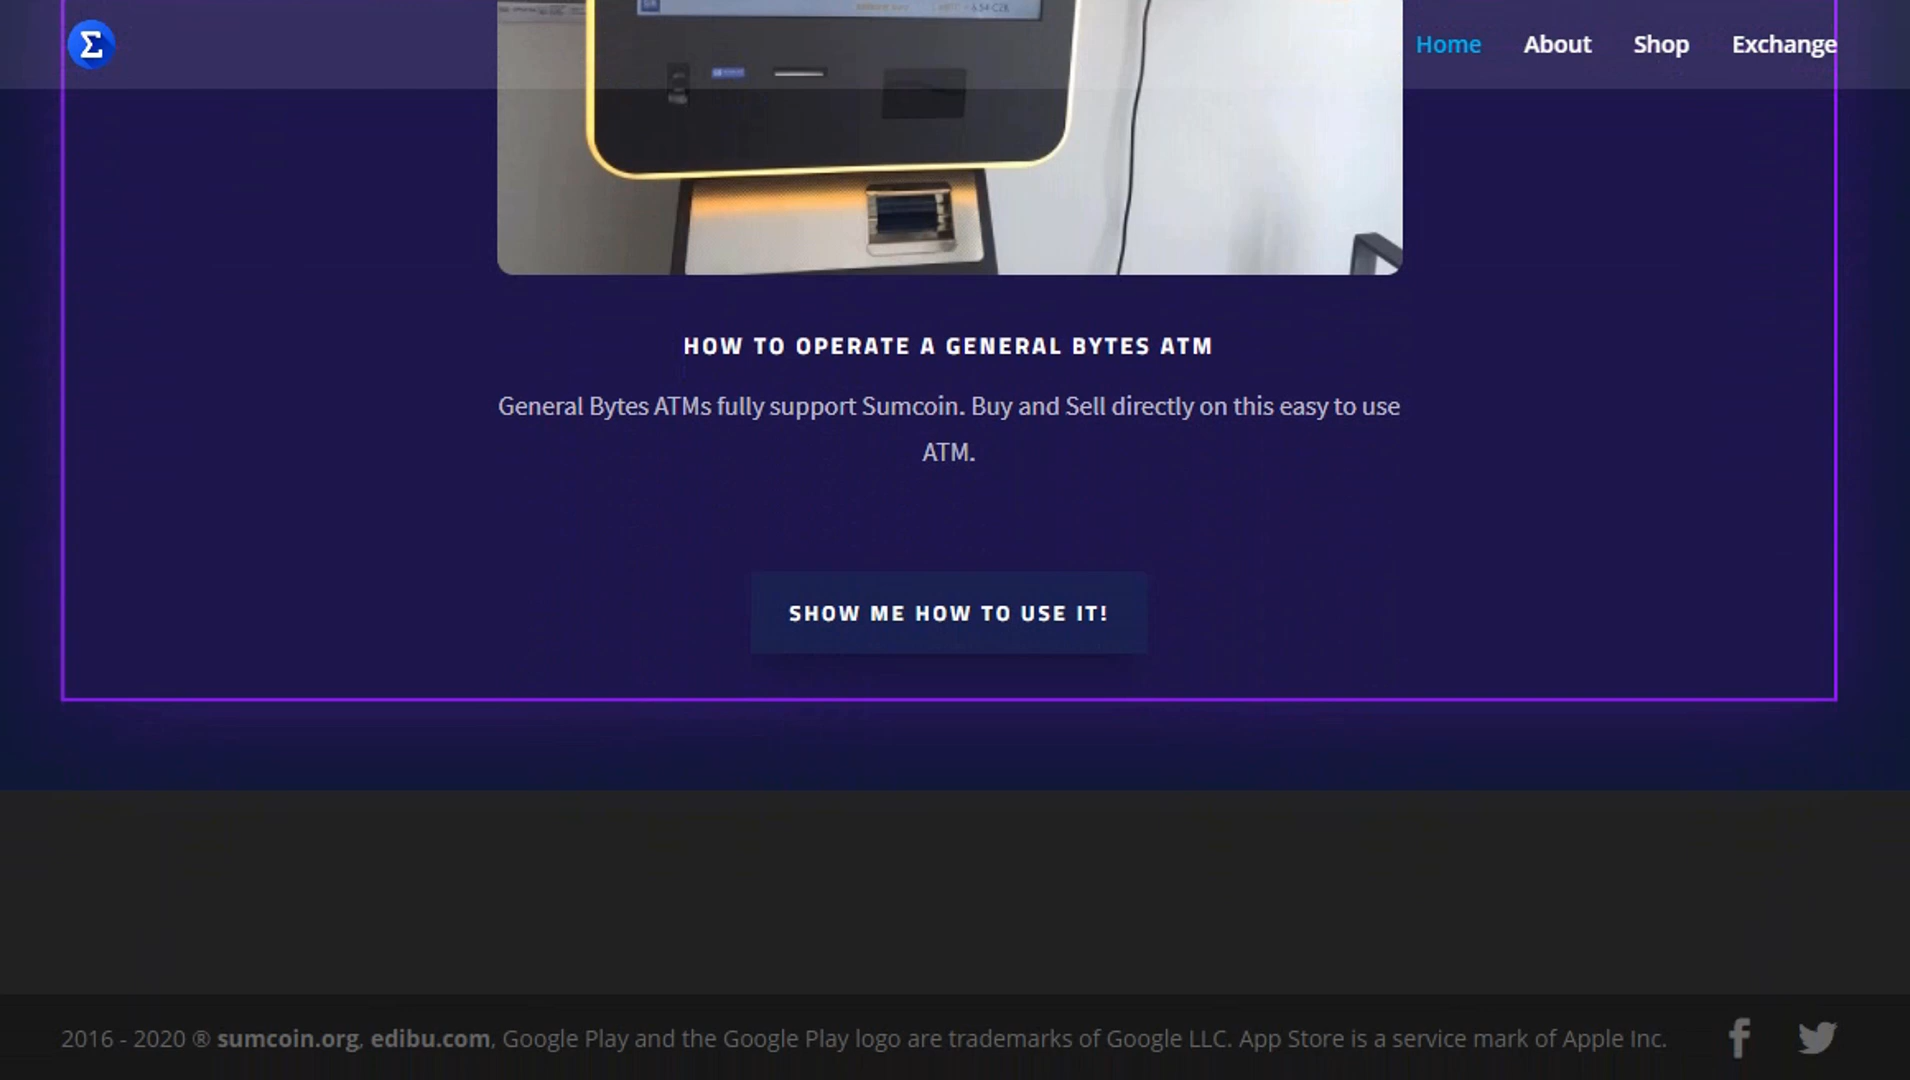 Σ
Home About Shop Exchange
HOW TO OPERATE A GENERAL BYTES ATM
General Bytes ATMs fully support Sumcoin. Buy and Sell directly on this easy to use
ATM.
SHOW ME HOW TO USE IT!
2016 - 2020 ® sumcoin.org, edibu.com, Google Play and the Google Play logo are trademarks of Google LLC. App Store is a service mark of Apple Inc.